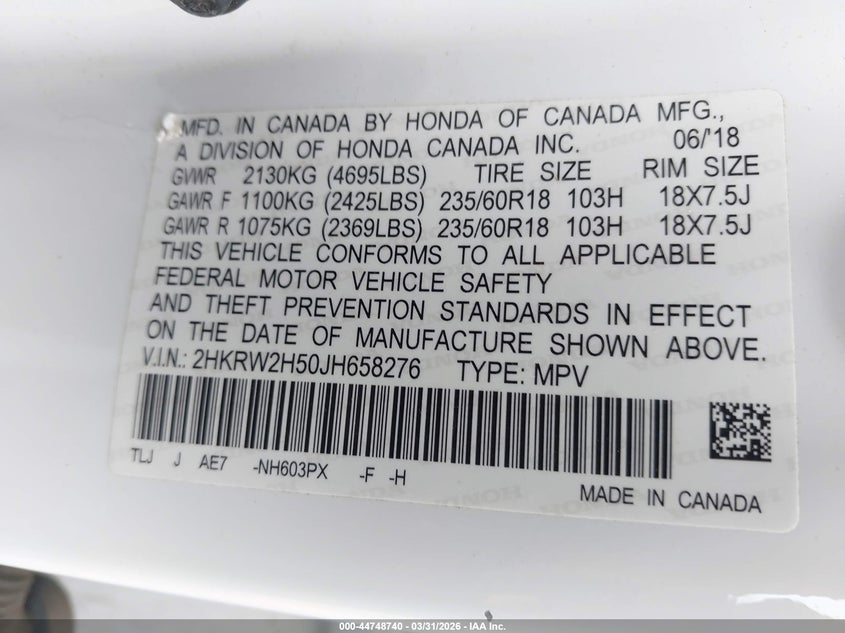 MFD. IN CANADA BY HONDA OF CANADA MFG.,
A DIVISION OF HONDA CANADA INC. 06/'18
GVWR 2130KG (4695LBS) TIRE SIZE RIM SIZE
GAWR F 1100KG (2425LBS) 235/60R18 103H 18X7.5J
GAWR R 1075KG (2369LBS) 235/60R18 103H 18X7.5J
THIS VEHICLE CONFORMS TO ALL APPLICABLE
FEDERAL MOTOR VEHICLE SAFETY
AND THEFT PREVENTION STANDARDS IN EFFECT
ON THE DATE OF MANUFACTURE SHOWN ABOVE.
V.I.N.: 2HKRW2H50JH658276 TYPE: MPV
TLJ J AE7 -NH603PX -F -H
MADE IN CANADA
000-44748740 - 03/31/2026 - IAA Inc.